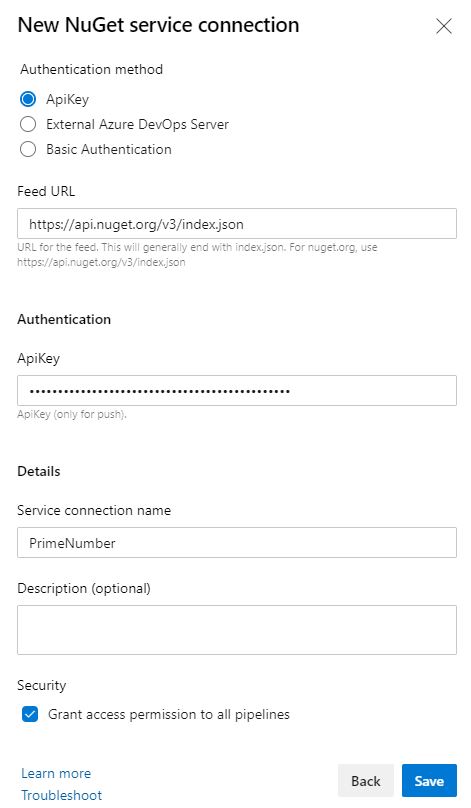 New NuGet service connection
Authentication method
ApiKey
External Azure DevOps Server
Basic Authentication
Feed URL
https://api.nuget.org/v3/index.json
URL for the feed. This will generally end with index.json. For nuget.org, use
https://api.nuget.org/v3/index.json
Authentication
ApiKey
••••••••••••••••••••••••••••••••••••••••••••••
ApiKey (only for push).
Details
Service connection name
PrimeNumber
Description (optional)
Security
Grant access permission to all pipelines
Learn more
Troubleshoot
Back
Save